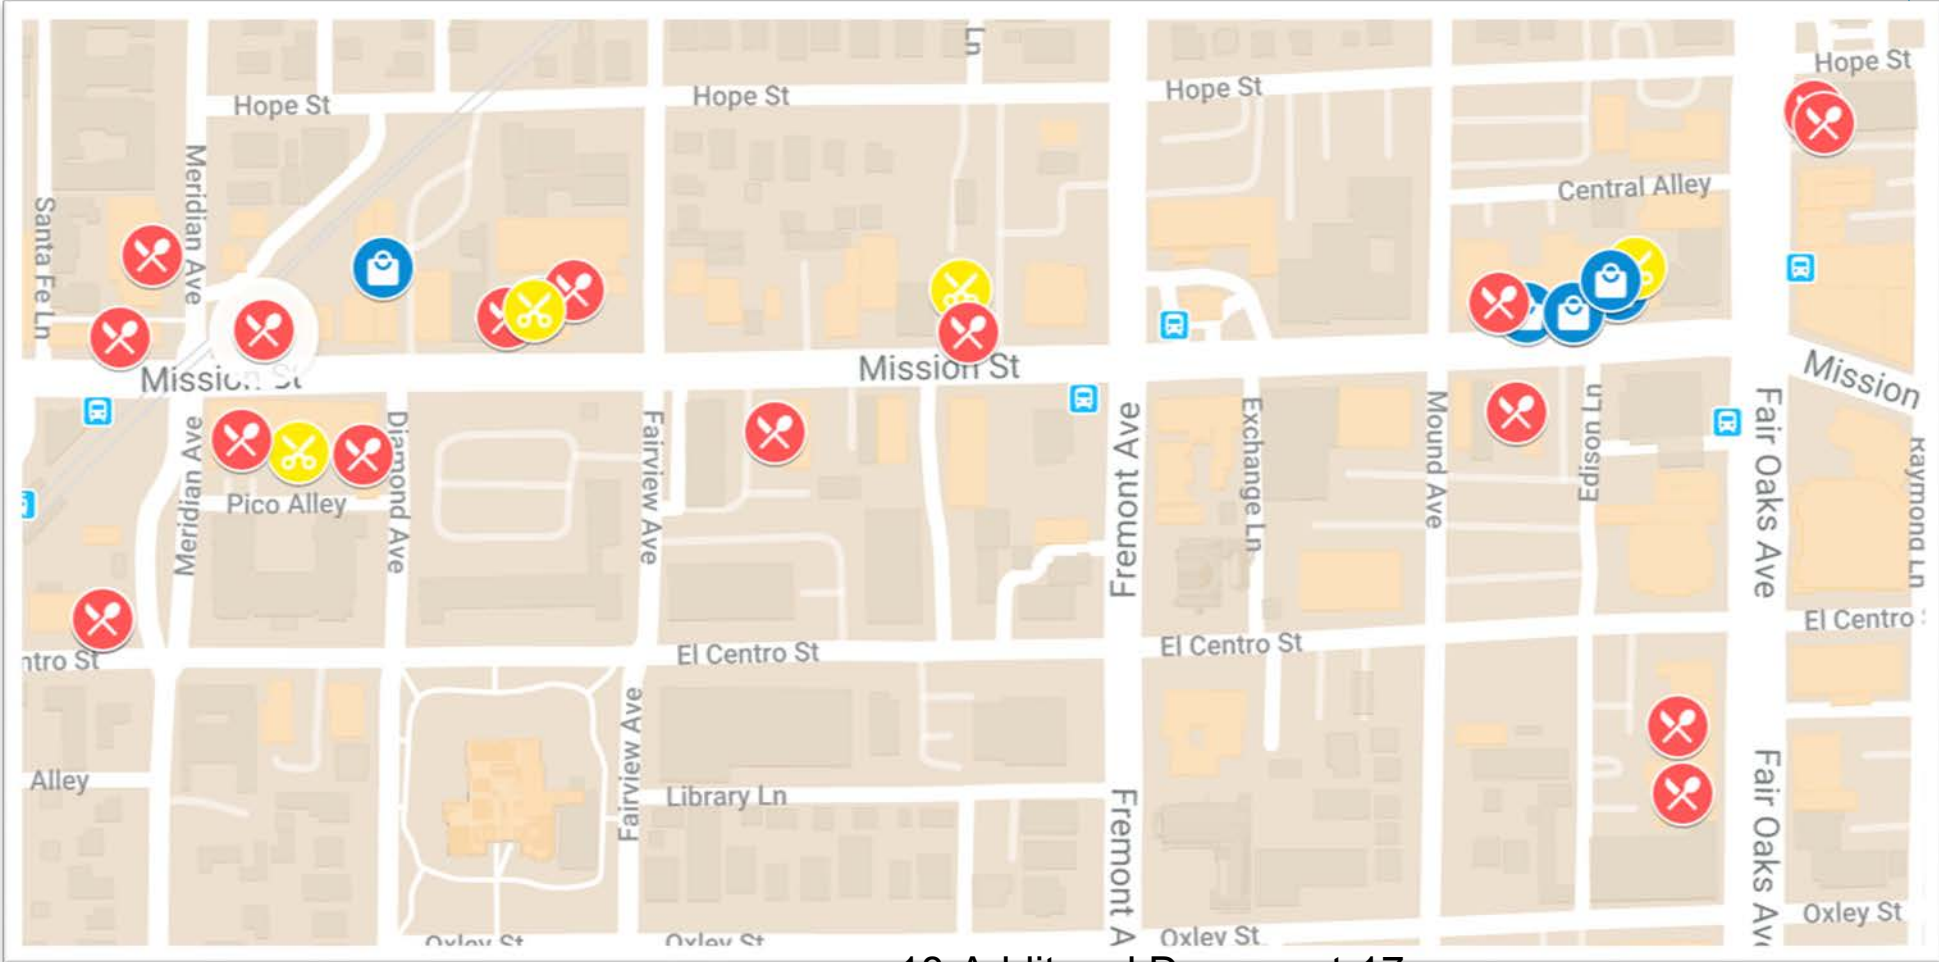 Ln
Hope St
Hope St
Hope St
Hope St
Meridian Ave
Santa Fe Ln
Central Alley
Mission St
Mission St
Mission
Diamond Ave
Fairview Ave
Fremont Ave
Exchange Ln
Mound Ave
Edison Ln
Fair Oaks Ave
Raymond Ln
Meridian Ave
Pico Alley
ntro St
El Centro St
El Centro St
El Centro
Fairview Ave
Alley
Library Ln
Fremont A
Fair Oaks Av
Oxley St
Oxley St
Oxley St
Oxley St